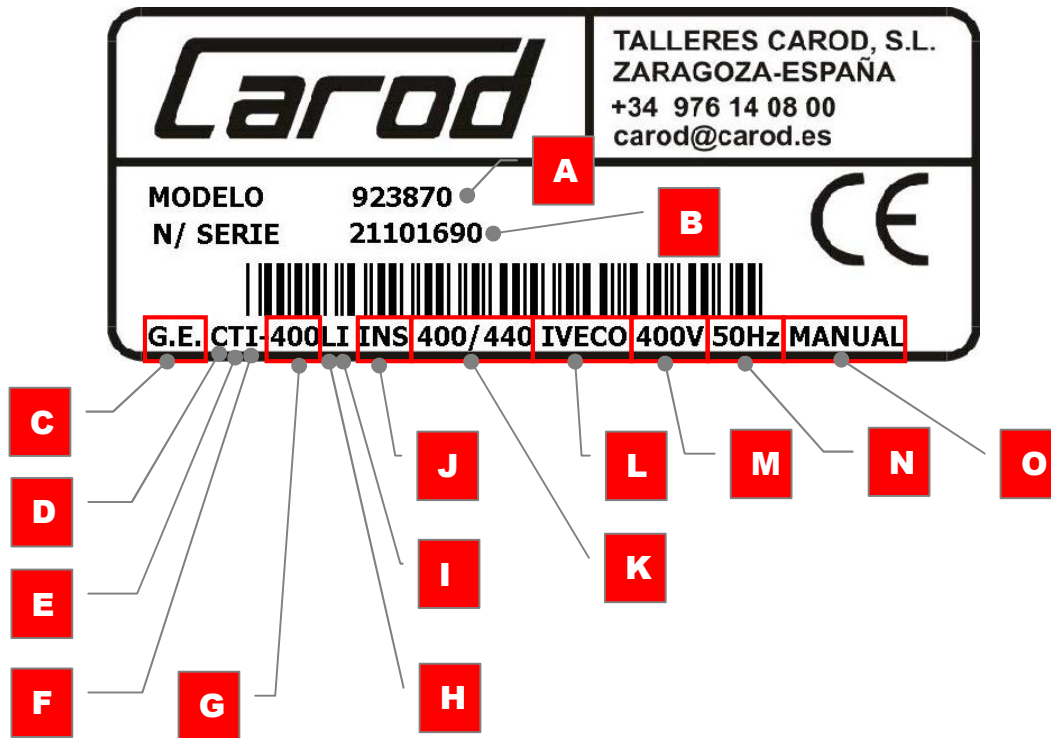 Carod
TALLERES CAROD, S.L.
ZARAGOZA-ESPAÑA
+34 976 14 08 00
carod@carod.es
A
MODELO 923870
B
N/ SERIE 21101690
CE
G.E. CTI-400LI INS 400/440 IVECO 400V 50Hz MANUAL
C
J L M N O
D
I K
E
H
F G